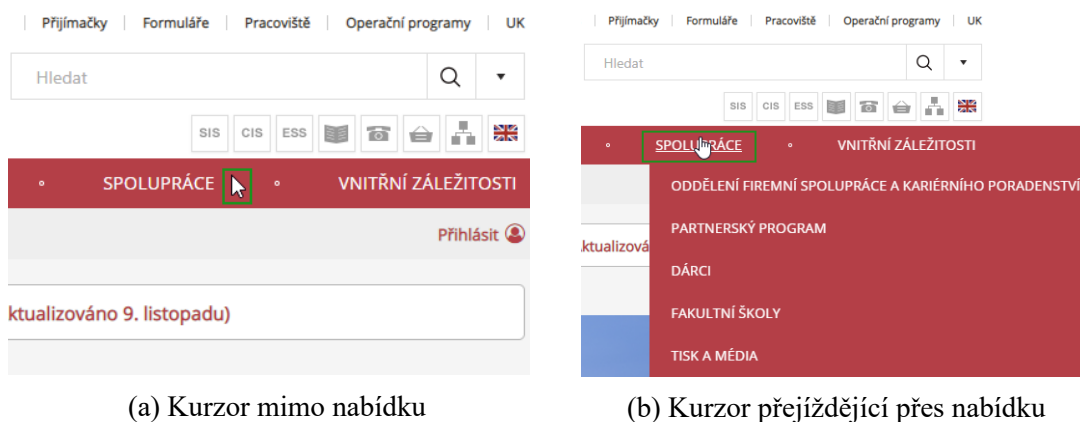 Přijímačky Formuláře Pracoviště Operační programy UK
Hledat
SIS CIS ESS
SPOLUPRÁCE VNITŘNÍ ZÁLEŽITOSTI
Přihlásit
ktualizováno 9. listopadu)
(a) Kurzor mimo nabídku
Přijímačky Formuláře Pracoviště Operační programy UK
Hledat
SIS CIS ESS
SPOLUPRÁCE VNITŘNÍ ZÁLEŽITOSTI
ODDĚLENÍ FIREMNÍ SPOLUPRÁCE A KARIÉRNÍHO PORADENSTVÍ
PARTNERSKÝ PROGRAM
ktualizová
DÁRCI
FAKULTNÍ ŠKOLY
TISK A MÉDIA
(b) Kurzor přejíždějící přes nabídku